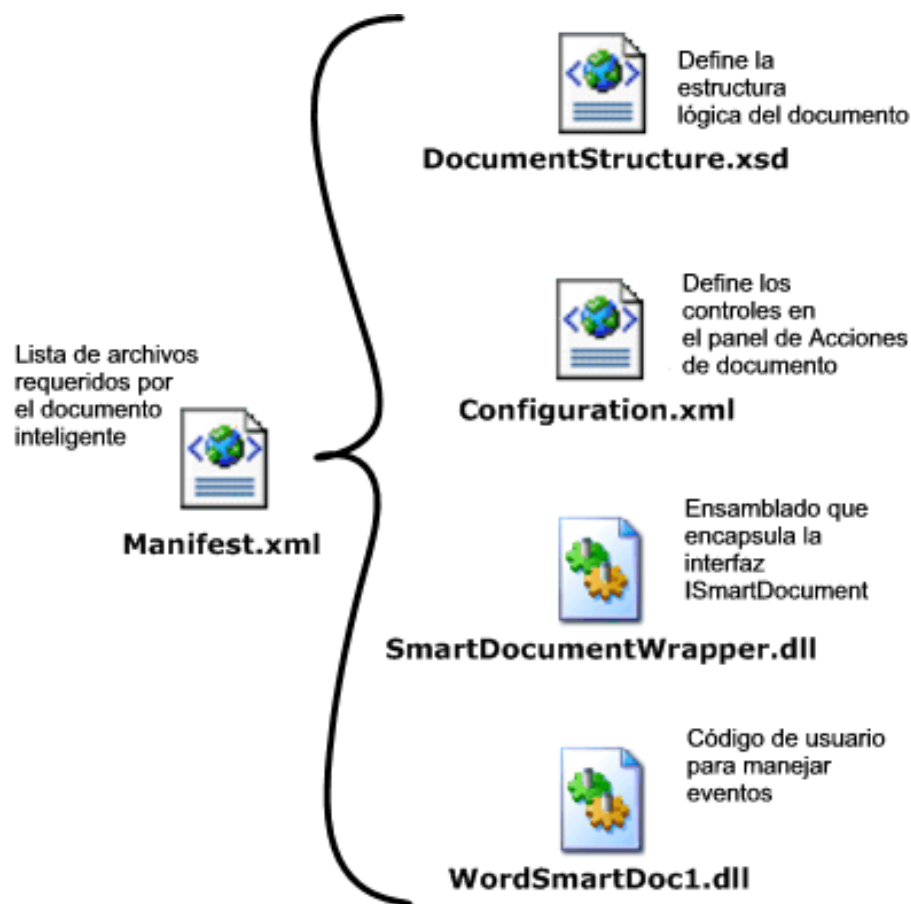 Lista de archivos
requeridos por
el documento
inteligente
Manifest.xml
Define la
estructura
lógica del documento
DocumentStructure.xsd
Define los
controles en
el panel de Acciones
de documento
Configuration.xml
Ensamblado que
encapsula la
interfaz
ISmartDocument
SmartDocumentWrapper.dll
Código de usuario
para manejar
eventos
WordSmartDoc1.dll